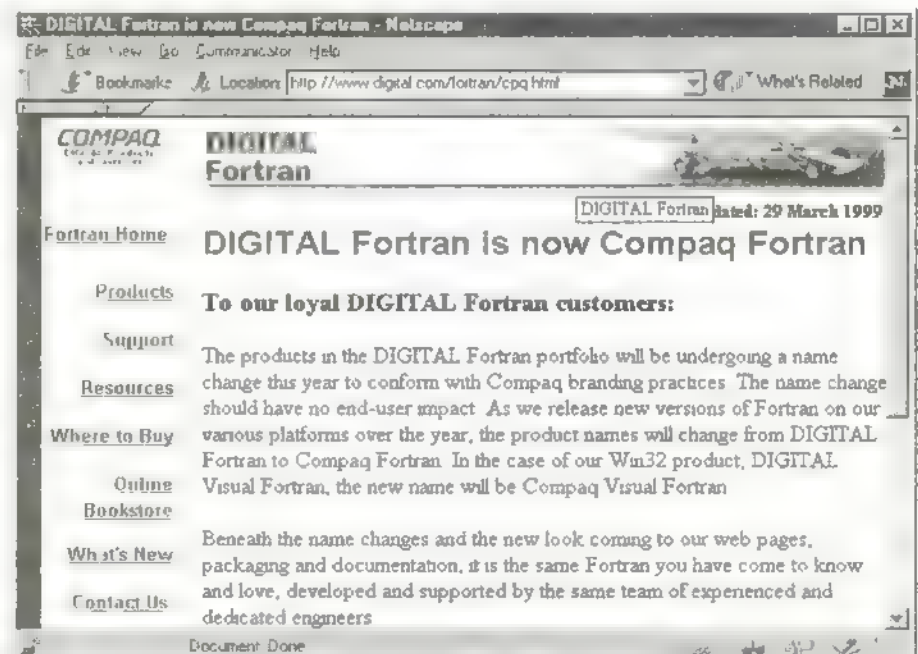 DIGITAL Fortran is now Compaq Fortran - Netscape
File Edit View Go Communicator Help
Bookmarks Location: http://www.digital.com/fortran/cpq.html What's Related
COMPAQ
DIGITAL
Fortran
DIGITAL Fortran dated: 29 March 1999
Fortran Home
Products
Support
Resources
Where to Buy
Online
Bookstore
What's New
Contact Us
DIGITAL Fortran is now Compaq Fortran
To our loyal DIGITAL Fortran customers:
The products in the DIGITAL Fortran portfolio will be undergoing a name
change this year to conform with Compaq branding practices. The name change
should have no end-user impact. As we release new versions of Fortran on our
various platforms over the year, the product names will change from DIGITAL
Fortran to Compaq Fortran. In the case of our Win32 product, DIGITAL
Visual Fortran, the new name will be Compaq Visual Fortran
Beneath the name changes and the new look coming to our web pages,
packaging and documentation, it is the same Fortran you have come to know
and love, developed and supported by the same team of experienced and
dedicated engineers
Document Done